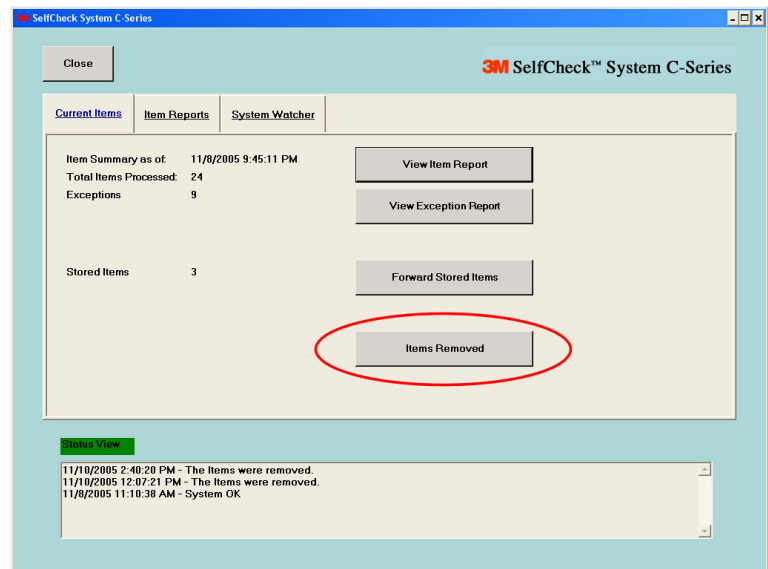 3M SelfCheck System C-Series
Close
3M SelfCheck™ System C-Series
Current Items Item Reports System Watcher
Item Summary as of: 11/8/2005 9:45:11 PM
Total Items Processed: 24
Exceptions 9
View Item Report
View Exception Report
Stored Items 3
Forward Stored Items
Items Removed
Status View
11/10/2005 2:40:20 PM - The Items were removed.
11/10/2005 12:07:21 PM - The Items were removed.
11/8/2005 11:10:38 AM - System OK